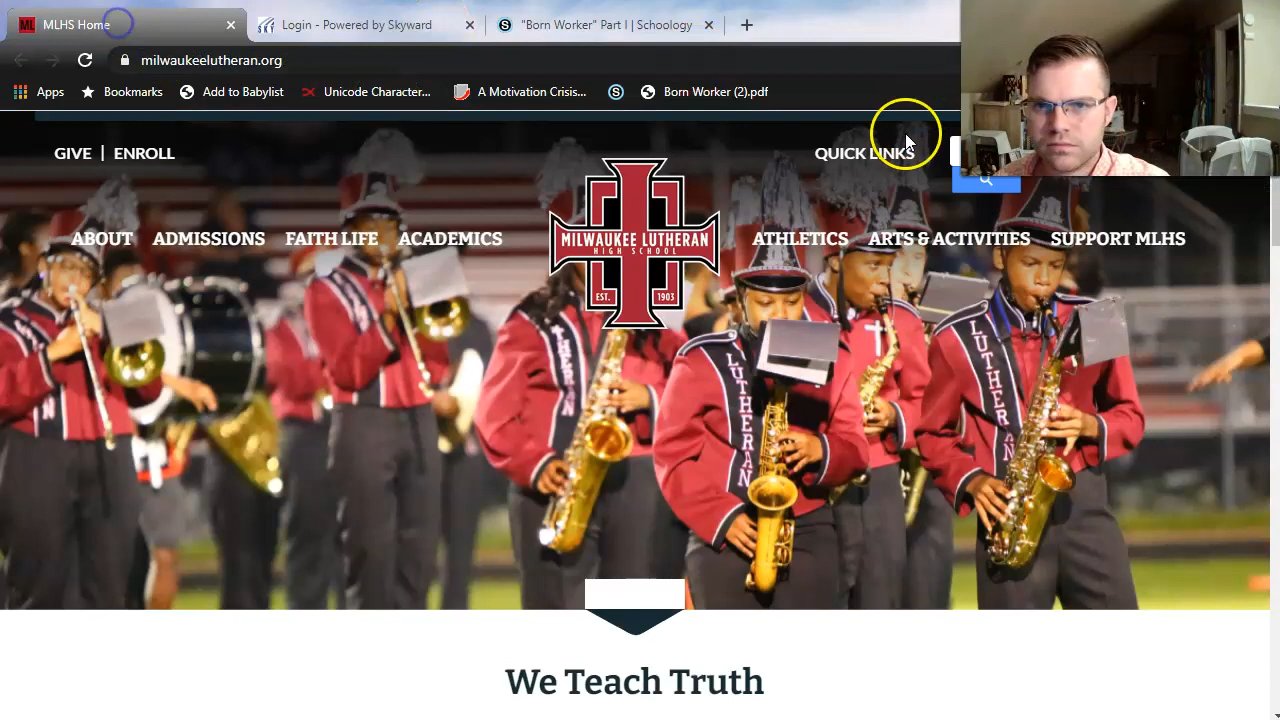 MLHS Home
Login - Powered by Skyward
"Born Worker" Part I | Schoology
milwaukeelutheran.org
Apps
Bookmarks
Add to Babylist
Unicode Character...
A Motivation Crisis...
Born Worker (2).pdf
GIVE | ENROLL
QUICK LINKS
ABOUT
ADMISSIONS
FAITH LIFE
ACADEMICS
MILWAUKEE LUTHERAN
HIGH SCHOOL
EST. 1903
ATHLETICS
ARTS & ACTIVITIES
SUPPORT MLHS
LUTHERAN
LUTHERAN
LUTHERAN
We Teach Truth